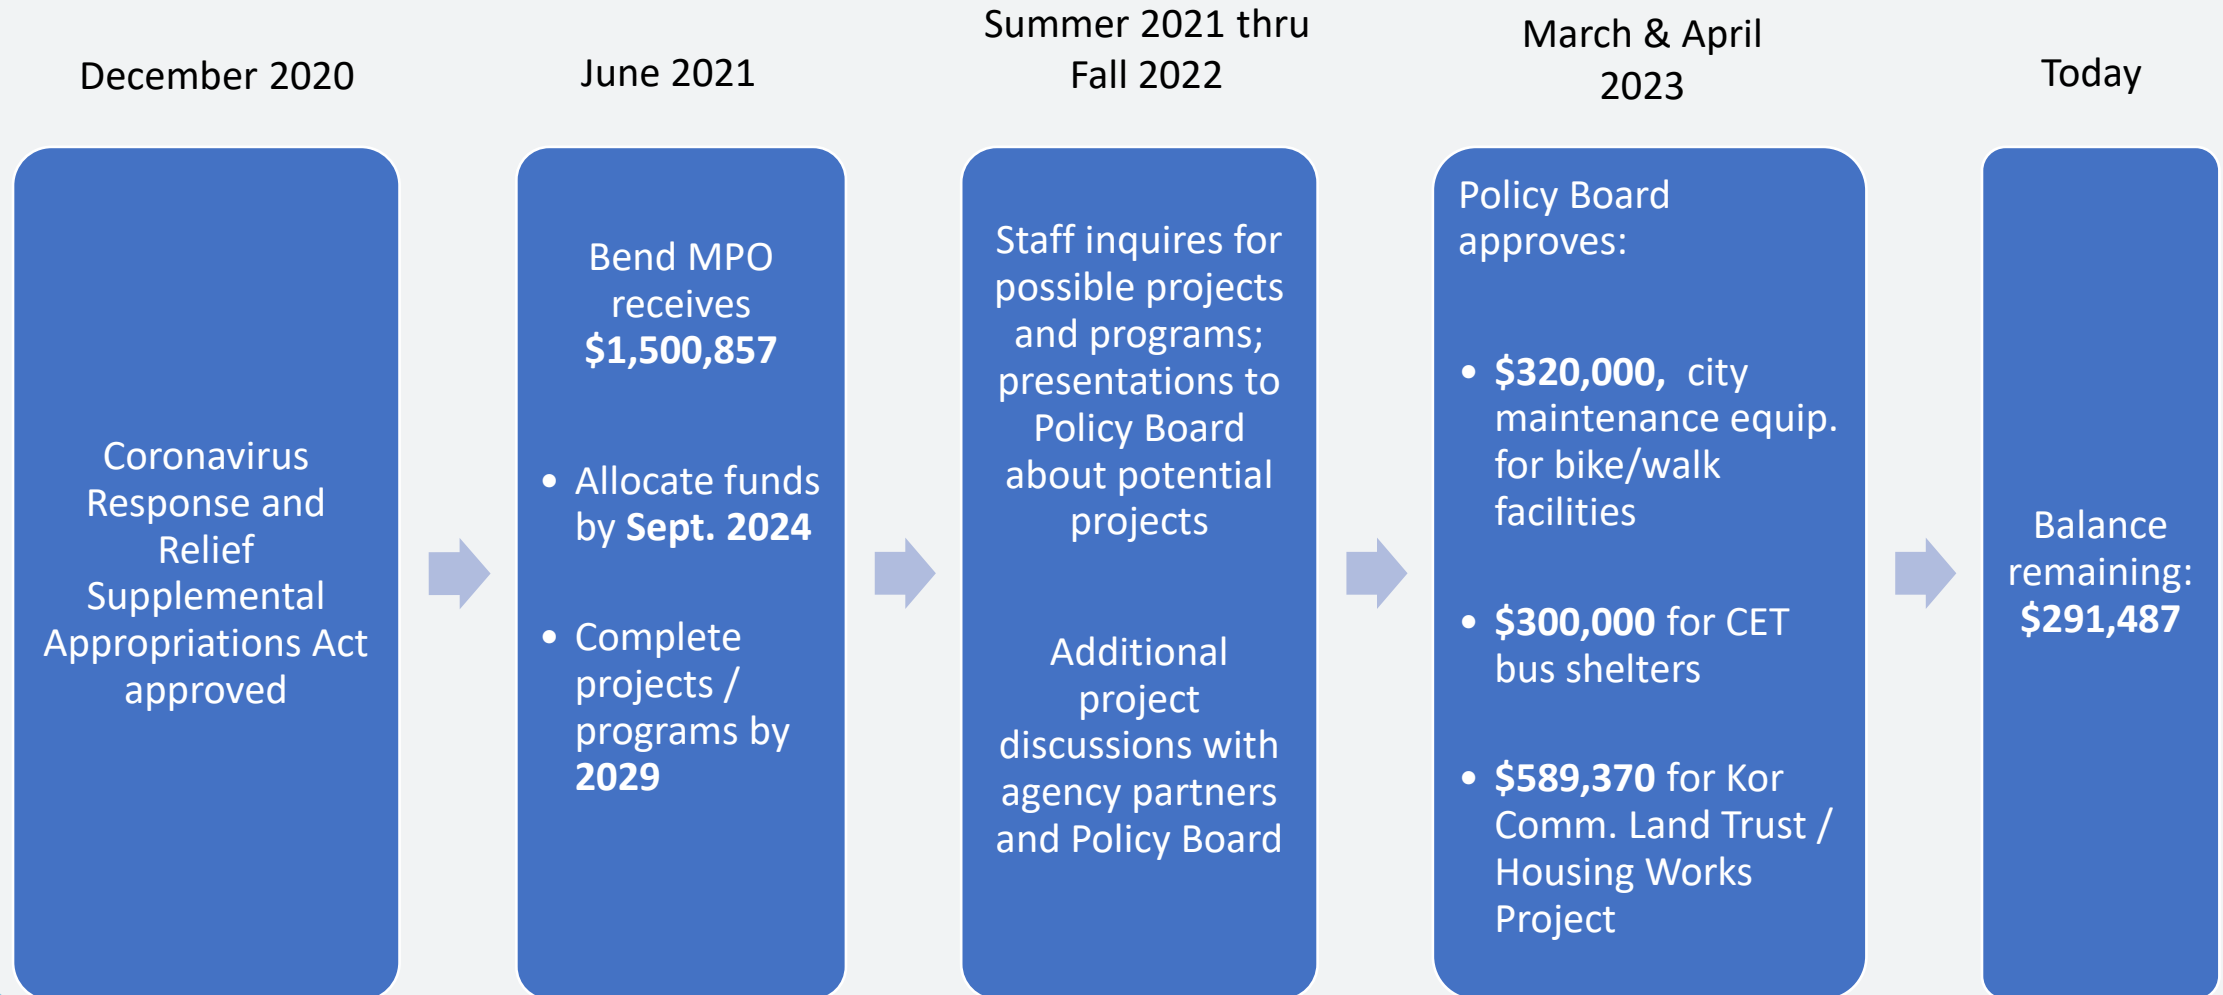 December 2020
Coronavirus
Response and
Relief
Supplemental
Appropriations Act
approved
June 2021
Bend MPO
receives
$1,500,857
• Allocate funds
by Sept. 2024
• Complete
projects /
programs by
2029
Summer 2021 thru
Fall 2022
Staff inquires for
possible projects
and programs;
presentations to
Policy Board
about potential
projects
Additional
project
discussions with
agency partners
and Policy Board
March & April
2023
Policy Board
approves:
• $320,000, city
maintenance equip.
for bike/walk
facilities
• $300,000 for CET
bus shelters
• $589,370 for Kor
Comm. Land Trust /
Housing Works
Project
Today
Balance
remaining:
$291,487